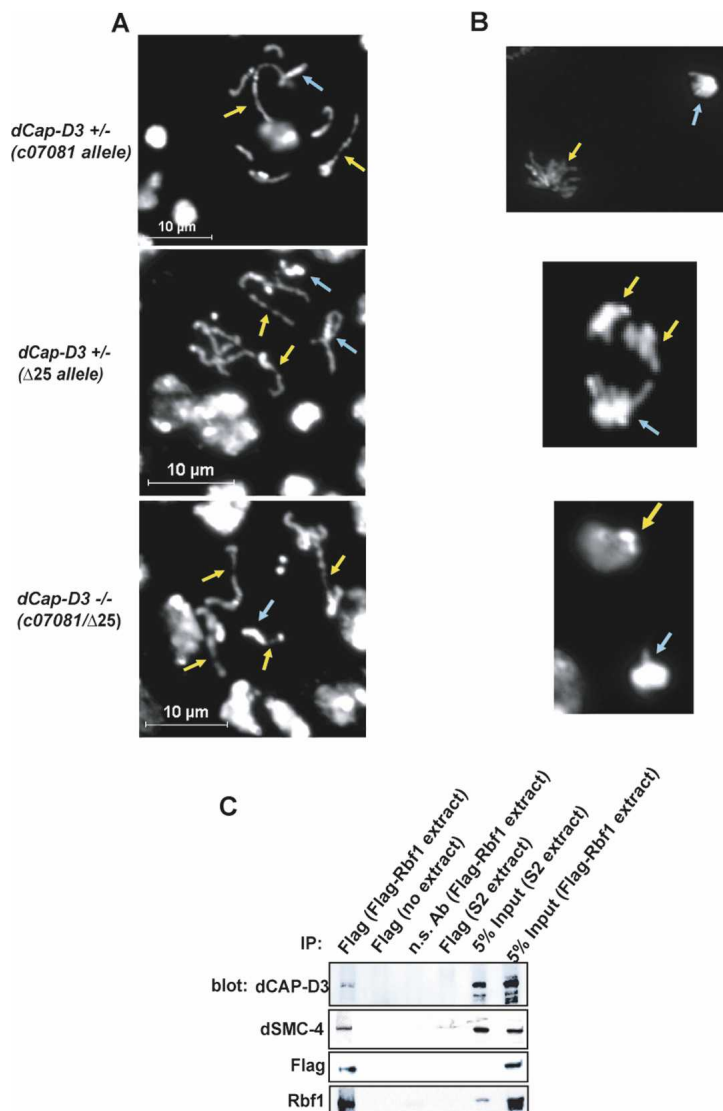 A
B
dCap-D3 +/-
(c07081 allele)
10 µm
dCap-D3 +/-
(Δ25 allele)
10 µm
dCap-D3 -/-
(c07081/Δ25)
10 µm
C
IP:
Flag (Flag-Rbf1 extract)
Flag (no extract)
n.s. Ab (Flag-Rbf1 extract)
Flag (S2 extract)
5% Input (S2 extract)
5% Input (Flag-Rbf1 extract)
blot: dCAP-D3
dSMC-4
Flag
Rbf1